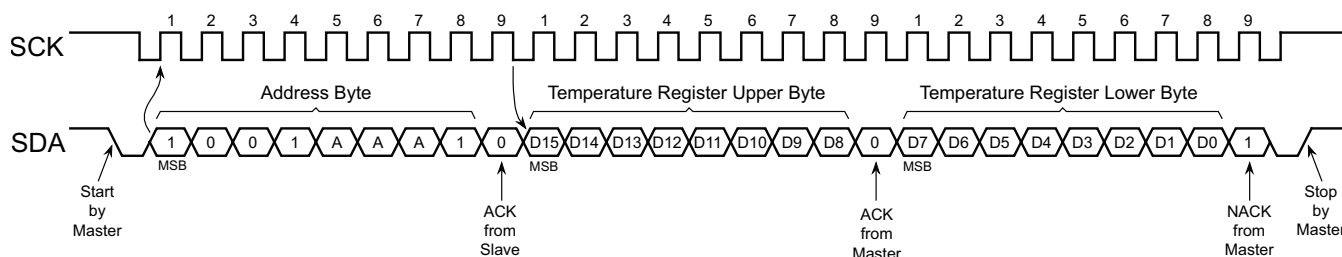 1 2 3 4 5 6 7 8 9 1 2 3 4 5 6 7 8 9 1 2 3 4 5 6 7 8 9
SCK
Address Byte Temperature Register Upper Byte Temperature Register Lower Byte
SDA 1 0 0 1 A A A 1 0 D15 D14 D13 D12 D11 D10 D9 D8 0 D7 D6 D5 D4 D3 D2 D1 D0 1
MSB MSB MSB
Start
by
Master
ACK
from
Slave
ACK
from
Master
NACK
from
Master
Stop
by
Master